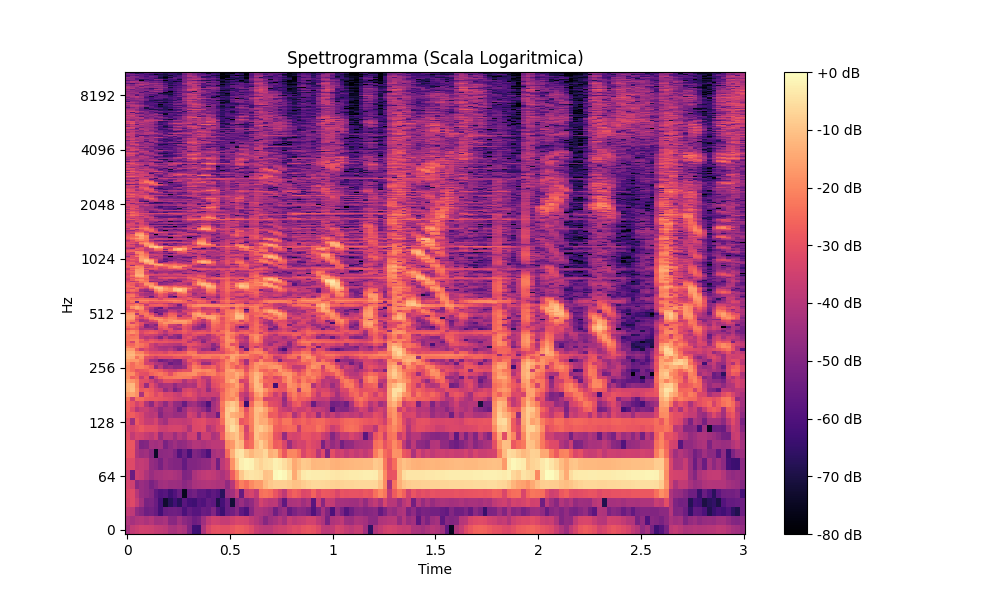 Spettrogramma (Scala Logaritmica)
Hz
8192
4096
2048
1024
512
256
128
64
0
0 0.5 1 1.5 2 2.5 3
Time
+0 dB
-10 dB
-20 dB
-30 dB
-40 dB
-50 dB
-60 dB
-70 dB
-80 dB